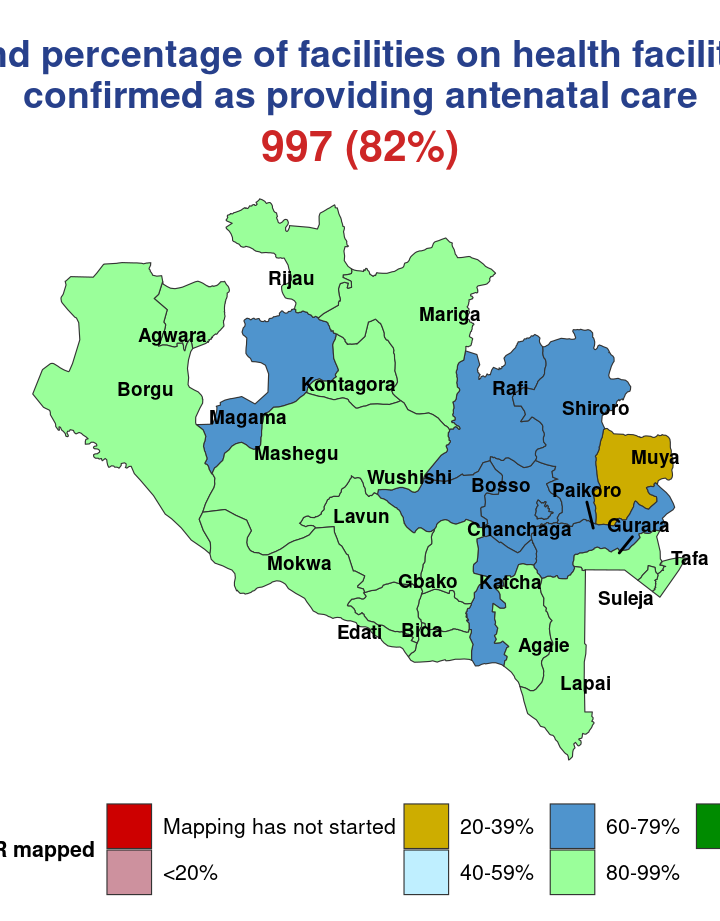 percentage of facilities on health
confirmed as providing antenatal care
997 (82%)
Rijau
Mariga
Agwara
Borgu
Kontagora
Rafi
Magama
Shiroro
Mashegu
Muya
Wushishi
Bosso
Paikoro
Lavun
Chanchaga
Gurara
Mokwa
Tafa
Gbako
Katcha
Suleja
Edati
Bida
Agaie
Lapai
mapped
Mapping has not started
20-39%
60-79%
<20%
40-59%
80-99%